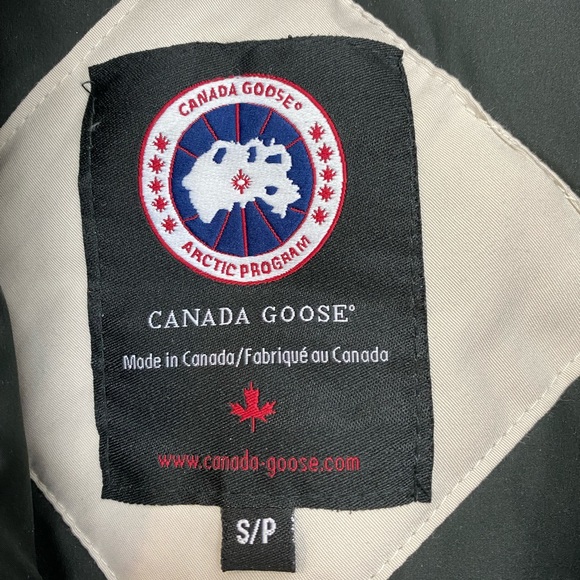 CANADA GOOSE®
ARCTIC PROGRAM
CANADA GOOSE®
Made in Canada/Fabriqué au Canada
www.canada-goose.com
S/P